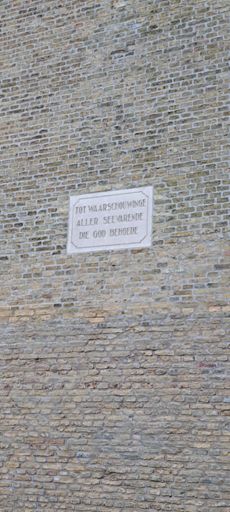 TOT WAARSCHOUWINGE
ALLER SEEVARENDE
DIE GOD BEHOEDE